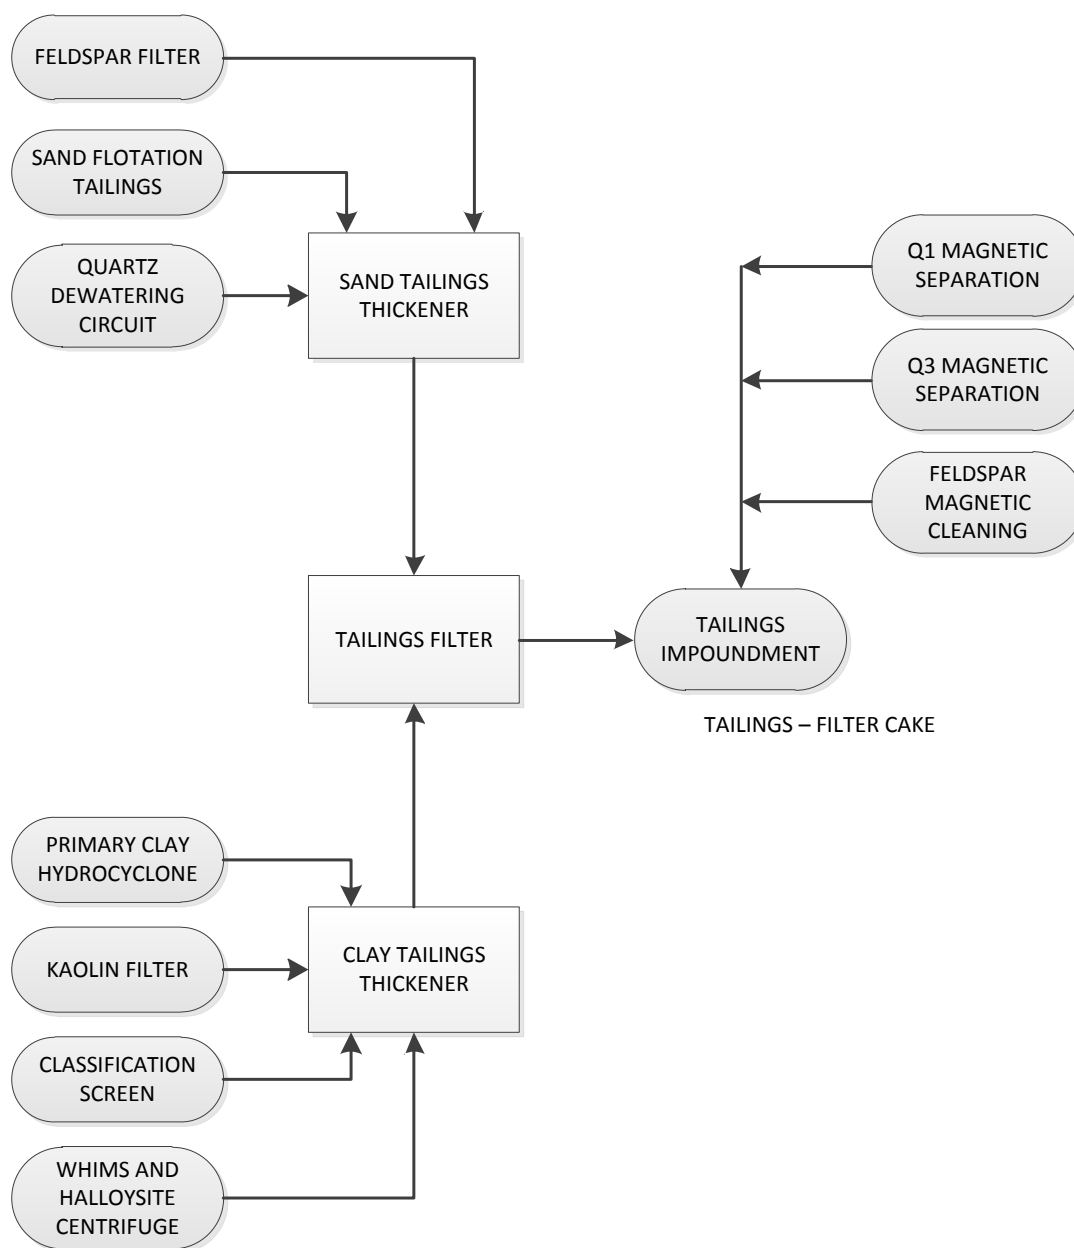 FELDSPAR FILTER
SAND FLOTATION
TAILINGS
QUARTZ
DEWATERING
CIRCUIT
SAND TAILINGS
THICKENER
Q1 MAGNETIC
SEPARATION
Q3 MAGNETIC
SEPARATION
FELDSPAR
MAGNETIC
CLEANING
TAILINGS FILTER
TAILINGS
IMPOUNDMENT
TAILINGS – FILTER CAKE
PRIMARY CLAY
HYDROCYCLONE
KAOLIN FILTER
CLAY TAILINGS
THICKENER
CLASSIFICATION
SCREEN
WHIMS AND
HALLOYSITE
CENTRIFUGE